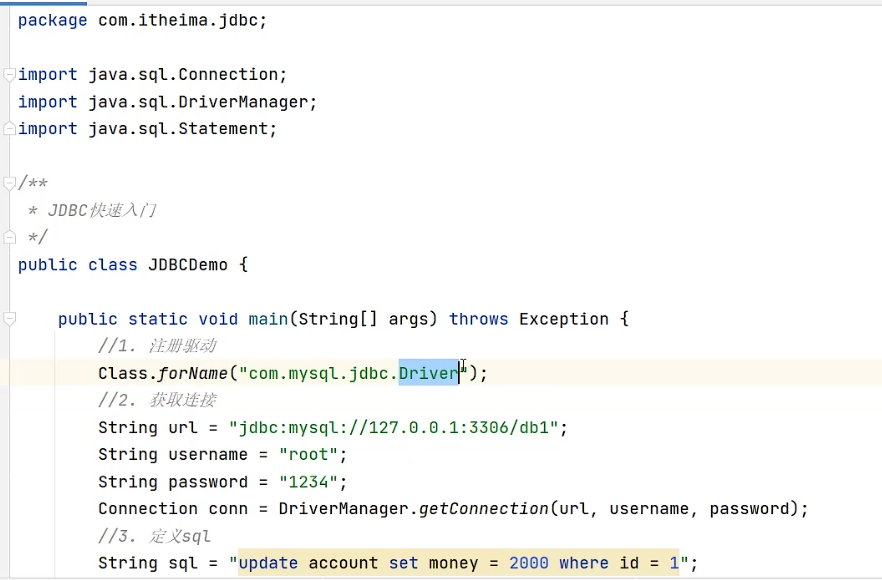 package com.itheima.jdbc;
import java.sql.Connection;
import java.sql.DriverManager;
import java.sql.Statement;
/**
 * JDBC快速入门
 */
public class JDBCDemo {
    public static void main(String[] args) throws Exception {
        //1. 注册驱动
        Class.forName("com.mysql.jdbc.Driver");
        //2. 获取连接
        String url = "jdbc:mysql://127.0.0.1:3306/db1";
        String username = "root";
        String password = "1234";
        Connection conn = DriverManager.getConnection(url, username, password);
        //3. 定义sql
        String sql = "update account set money = 2000 where id = 1";